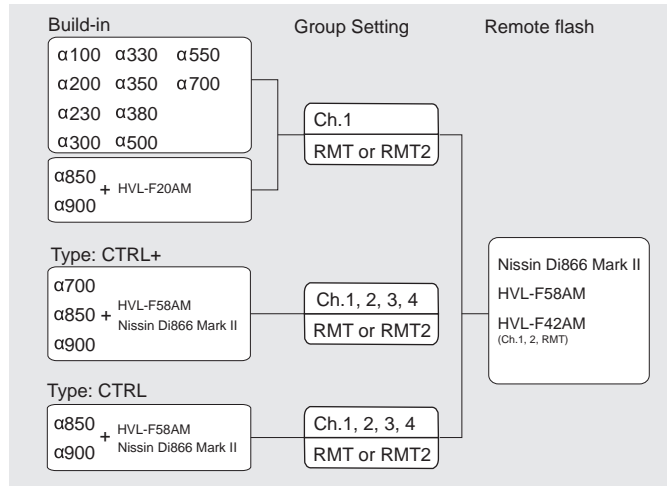 Build-in Group Setting Remote flash
α100 α330 α550
α200 α350 α700
α230 α380
α300 α500
α850
α900
+ HVL-F20AM
Ch.1
RMT or RMT2
Type: CTRL+
α700
α850 +
α900
HVL-F58AM
Nissin Di866 Mark II
Ch.1, 2, 3, 4
RMT or RMT2
Type: CTRL
α850
α900
+
HVL-F58AM
Nissin Di866 Mark II
Ch.1, 2, 3, 4
RMT or RMT2
Nissin Di866 Mark II
HVL-F58AM
HVL-F42AM
(Ch.1, 2, RMT)